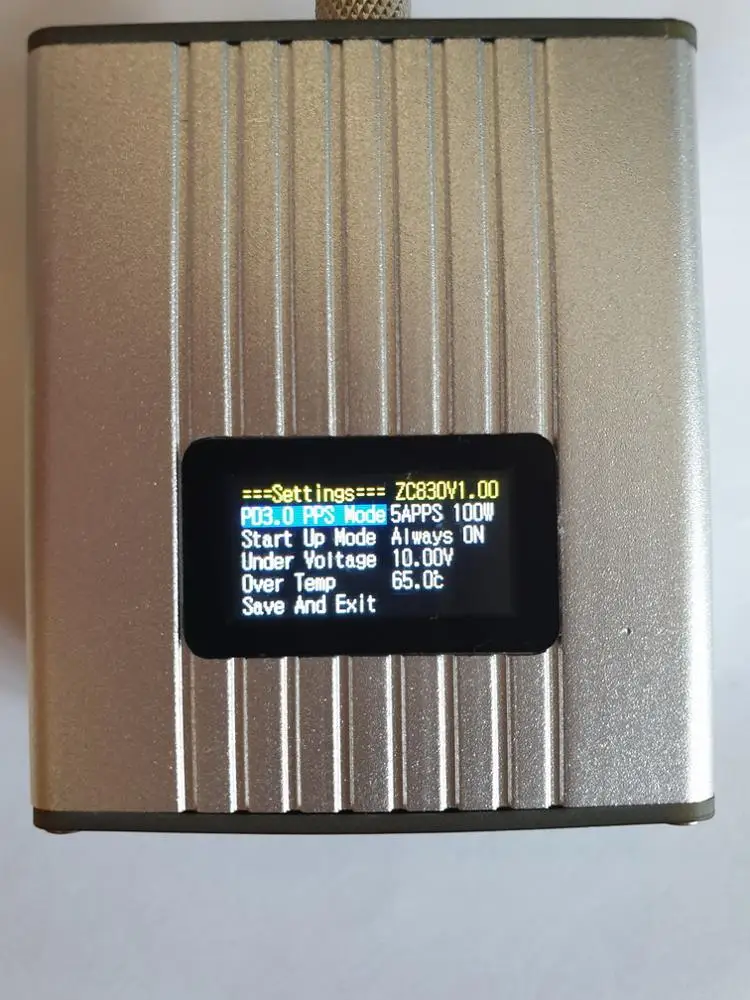 ===Settings=== ZC830V1.00
PD3.0 PPS Mode 5APPS 100W
Start Up Mode Always ON
Under Voltage 10.00V
Over Temp 65.0℃
Save And Exit